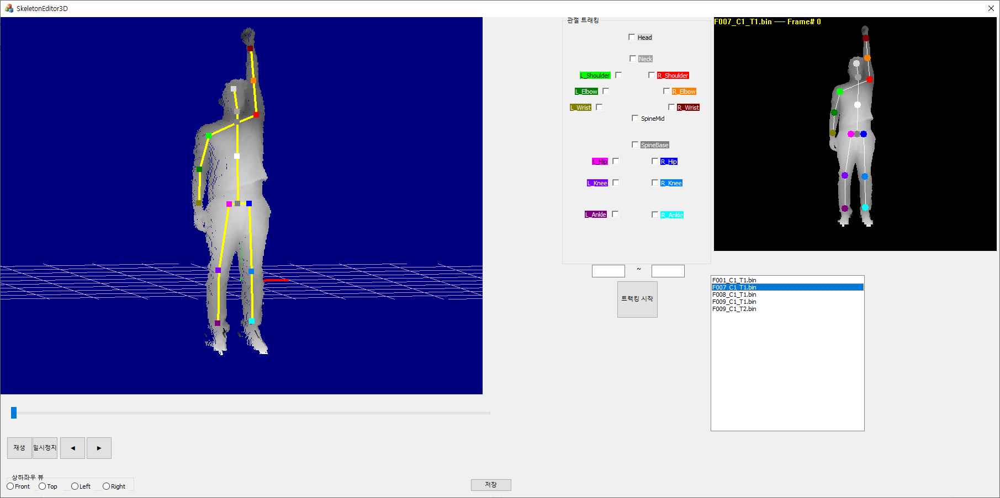 SkeletonEditor3D
관절 트래킹
Head
Neck
L_Shoulder R_Shoulder
L_Elbow R_Elbow
L_Wrist R_Wrist
SpineMid
SpineBase
L_Hip R_Hip
L_Knee R_Knee
L_Ankle R_Ankle
~
트랙킹 시작
F007_C1_T1.bin ── Frame# 0
F001_C1_T1.bin
F007_C1_T1.bin
F008_C1_T1.bin
F009_C1_T1.bin
F009_C1_T2.bin
재생 일시정지 ◄ ►
상하좌우 뷰
Front Top Left Right
저장